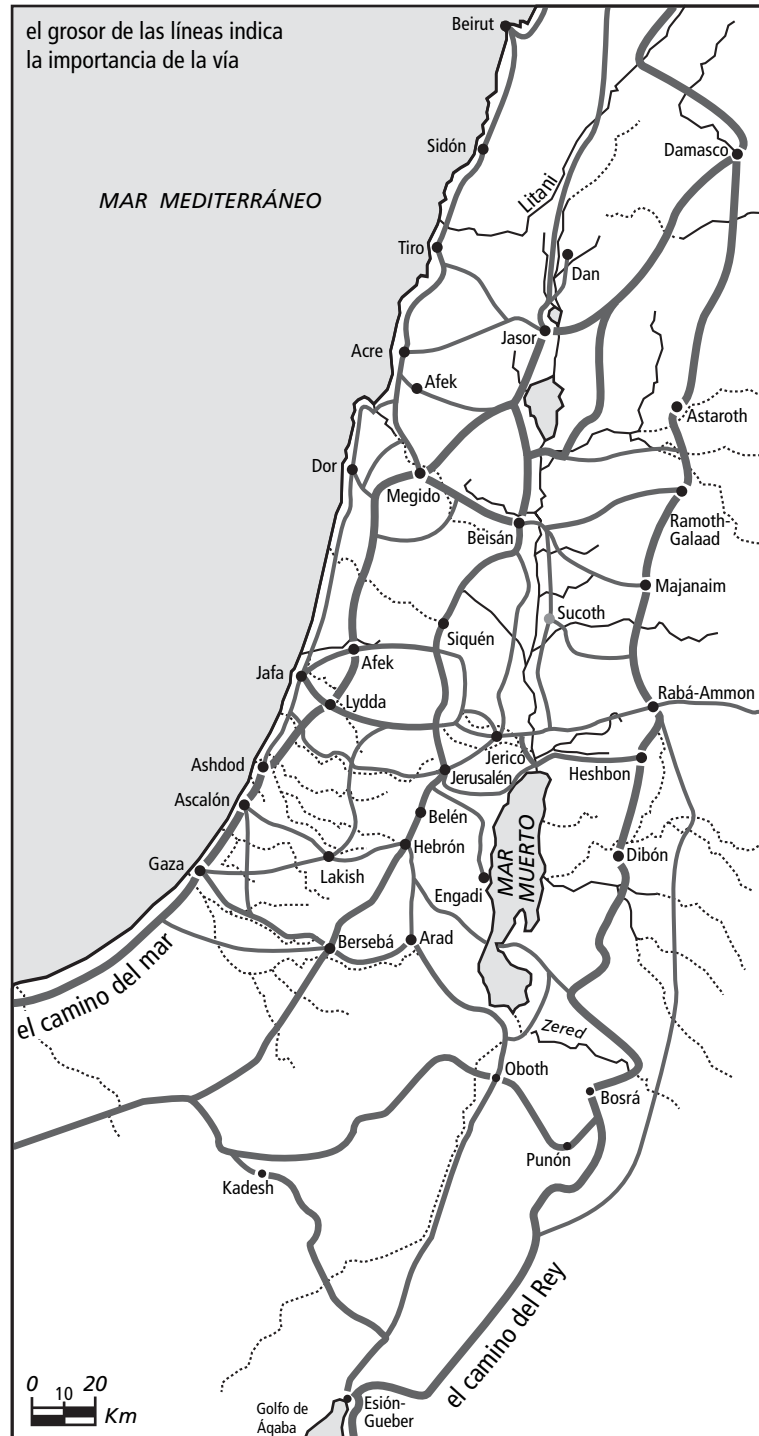 el grosor de las líneas indica
la importancia de la vía
Beirut
Sidón
Damasco
MAR MEDITERRÁNEO
Litani
Tiro
Dan
Jasor
Acre
Afek
Astaroth
Dor
Megido
Beisán
Ramoth-
Galaad
Majanaim
Sucoth
Siquén
Afek
Jafa
Lydda
Rabá-Ammon
Jericó
Ashdod
Jerusalén
Heshbon
Ascalón
Belén
Hebrón
MAR
MUERTO
Gaza
Lakish
Dibón
Engadi
Bersebá
Arad
el camino del mar
Zered
Oboth
Bosrá
Punón
Kadesh
el camino del Rey
0 10 20
Km
Golfo de
Áqaba
Esión-
Gueber